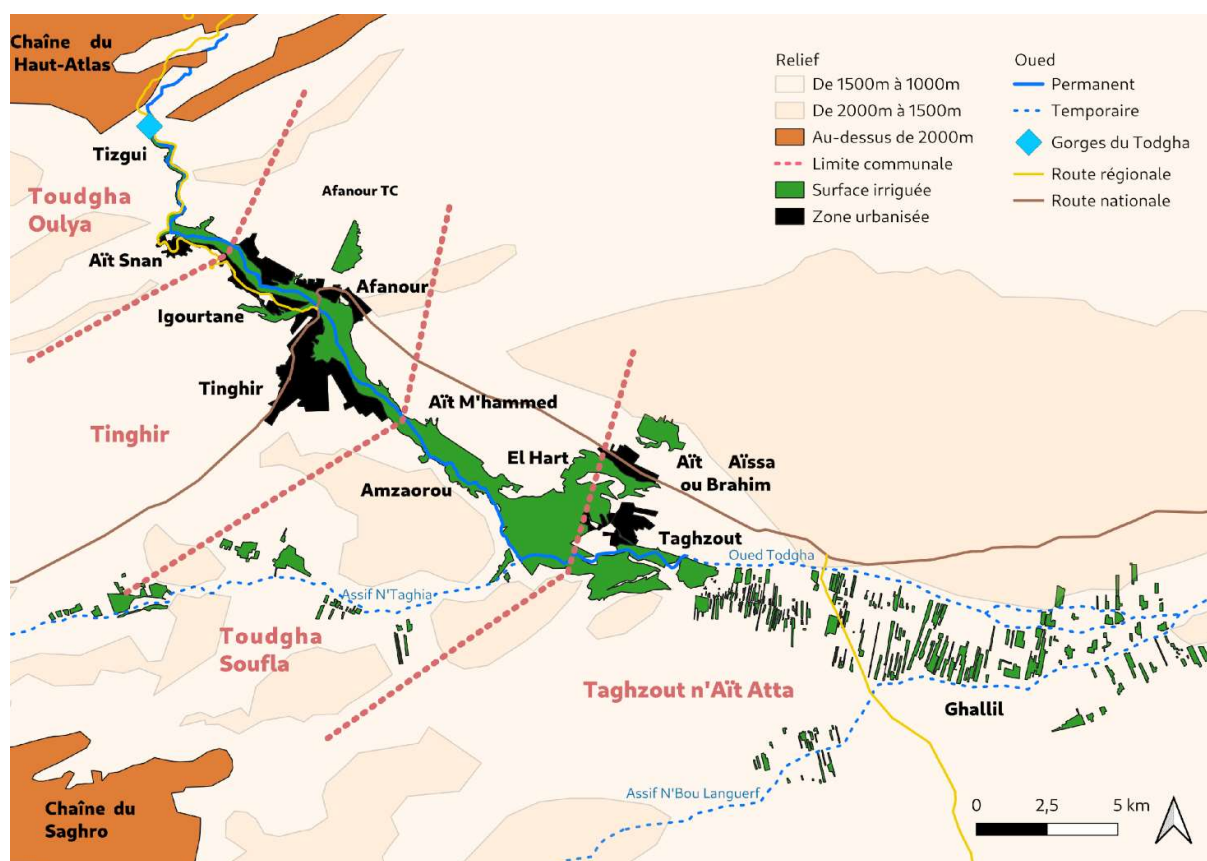 Chaîne du
Haut-Atlas
Relief
De 1500m à 1000m
De 2000m à 1500m
Au-dessus de 2000m
Limite communale
Surface irriguée
Zone urbanisée
Oued
Permanent
Temporaire
Gorges du Todgha
Route régionale
Route nationale
Tizgui
Toudgha
Oulya
Afanour TC
Aït Snan
Afanour
Igourtane
Tinghir
Aït M'hammed
Tinghir
El Hart
Aït Aïssa
ou Brahim
Amzaorou
Taghzout
Oued Todgha
Assif N'Taghia
Toudgha
Soufla
Taghzout n'Aït Atta
Ghallil
Assif N'Bou Languerf
Chaîne du
Saghro
0 2,5 5 km